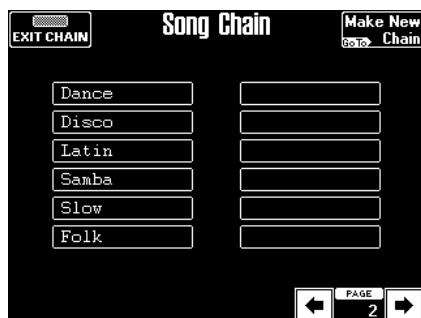 EXIT CHAIN
Song Chain
Make New
GoTo Chain
Dance
Disco
Latin
Samba
Slow
Folk
PAGE
2